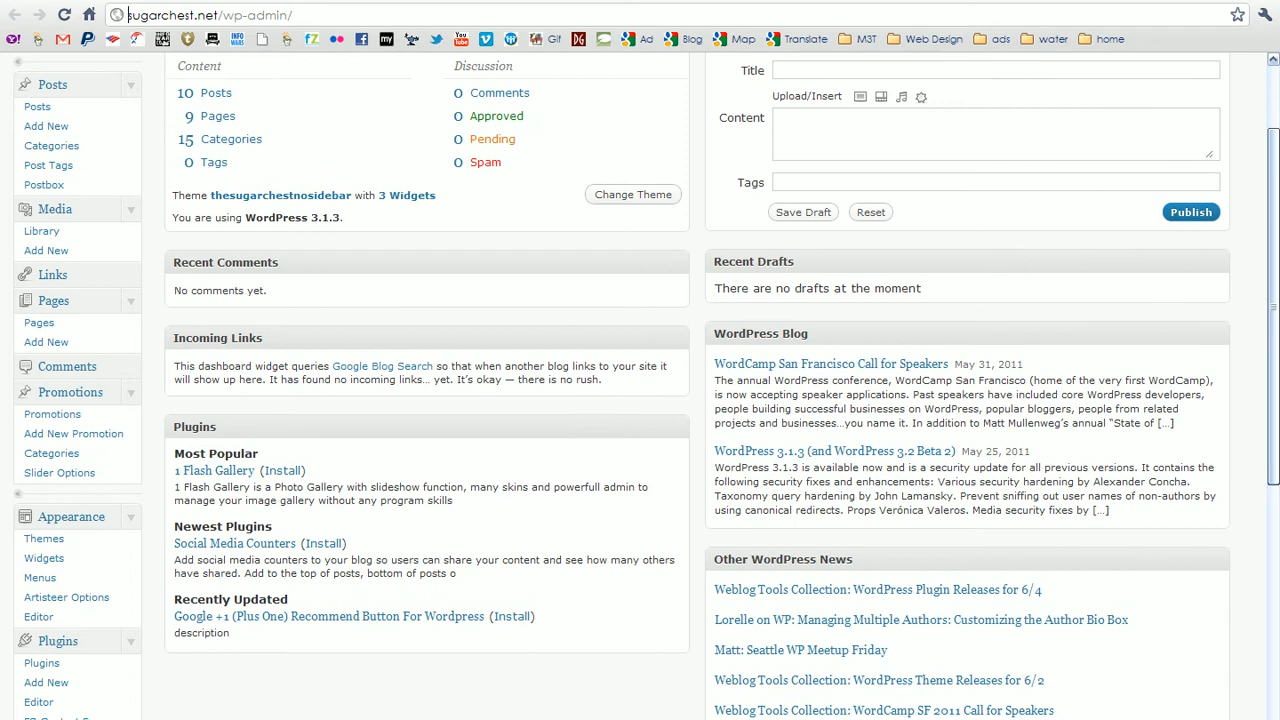 sugarchest.net/wp-admin/
Gif Ad Blog Map Translate M3T Web Design ads water home
Posts
Posts
Add New
Categories
Post Tags
Postbox
Media
Library
Add New
Links
Pages
Pages
Add New
Comments
Promotions
Promotions
Add New Promotion
Categories
Slider Options
Appearance
Themes
Widgets
Menus
Artisteer Options
Editor
Plugins
Plugins
Add New
Editor
Content Discussion
10 Posts 0 Comments
9 Pages 0 Approved
15 Categories 0 Pending
0 Tags 0 Spam
Theme thesugarchestnosidebar with 3 Widgets Change Theme
You are using WordPress 3.1.3.
Recent Comments
No comments yet.
Incoming Links
This dashboard widget queries Google Blog Search so that when another blog links to your site it
will show up here. It has found no incoming links... yet. It's okay — there is no rush.
Plugins
Most Popular
1 Flash Gallery (Install)
1 Flash Gallery is a Photo Gallery with slideshow function, many skins and powerfull admin to
manage your image gallery without any program skills
Newest Plugins
Social Media Counters (Install)
Add social media counters to your blog so users can share your content and see how many others
have shared. Add to the top of posts, bottom of posts o
Recently Updated
Google +1 (Plus One) Recommend Button For Wordpress (Install)
description
Title
Upload/Insert
Content
Tags
Save Draft Reset Publish
Recent Drafts
There are no drafts at the moment
WordPress Blog
WordCamp San Francisco Call for Speakers May 31, 2011
The annual WordPress conference, WordCamp San Francisco (home of the very first WordCamp),
is now accepting speaker applications. Past speakers have included core WordPress developers,
people building successful businesses on WordPress, popular bloggers, people from related
projects and businesses...you name it. In addition to Matt Mullenweg's annual "State of [...]
WordPress 3.1.3 (and WordPress 3.2 Beta 2) May 25, 2011
WordPress 3.1.3 is available now and is a security update for all previous versions. It contains the
following security fixes and enhancements: Various security hardening by Alexander Concha.
Taxonomy query hardening by John Lamansky. Prevent sniffing out user names of non-authors by
using canonical redirects. Props Verónica Valeros. Media security fixes by [...]
Other WordPress News
Weblog Tools Collection: WordPress Plugin Releases for 6/4
Lorelle on WP: Managing Multiple Authors: Customizing the Author Bio Box
Matt: Seattle WP Meetup Friday
Weblog Tools Collection: WordPress Theme Releases for 6/2
Weblog Tools Collection: WordCamp SF 2011 Call for Speakers